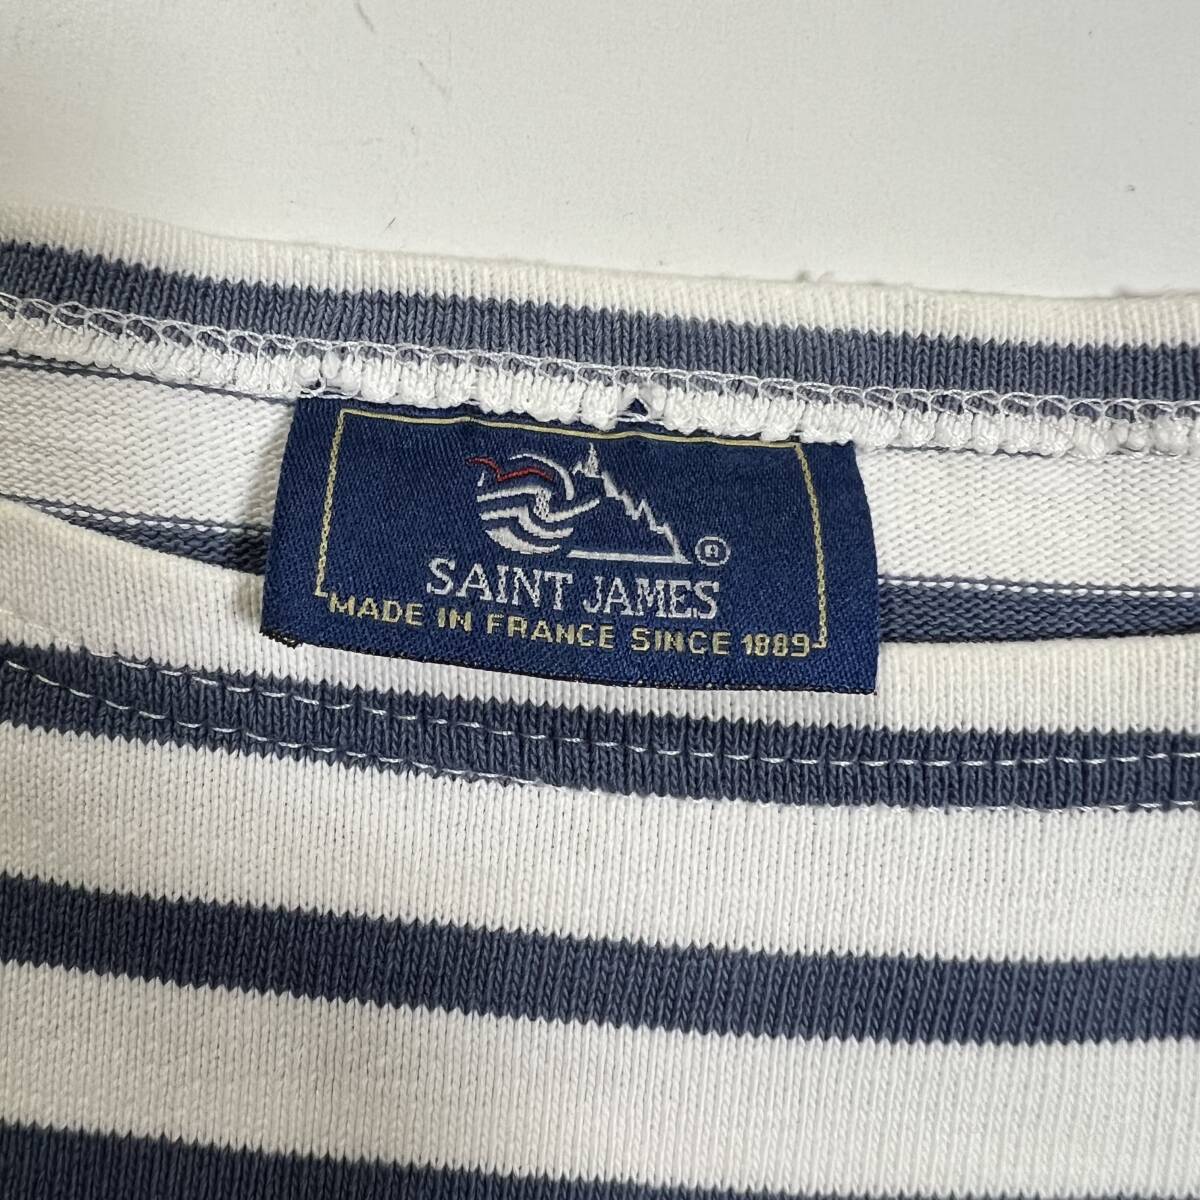 ®
SAINT JAMES
MADE IN FRANCE SINCE 1889